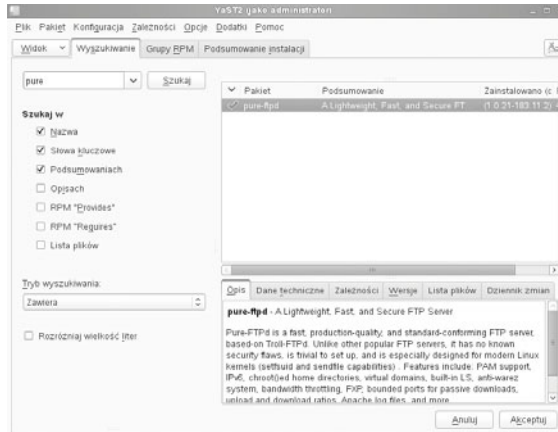 YaST2 (jako administrator)
Plik Pakiet Konfiguracja Zależności Opcje Dodatki Pomoc
Widok Wyszukiwanie Grupy RPM Podsumowanie instalacji
pure Szukaj
Szukaj w
Nazwa
Słowa kluczowe
Podsumowaniach
Opisach
RPM "Provides"
RPM "Requires"
Lista plików
Tryb wyszukiwania:
Zawiera
Rozróżniaj wielkość liter
Pakiet Podsumowanie Zainstalowano (c
pure-ftpd A Lightweight, Fast, and Secure FT (1.0.21-183.11.2)
Opis Dane techniczne Zależności Wersje Lista plików Dziennik zmian
pure-ftpd - A Lightweight, Fast, and Secure FTP Server
Pure-FTPd is a fast, production-quality, and standard-conforming FTP server,
based on Troll-FTPd. Unlike other popular FTP servers, it has no known
security flaws, is trivial to set up, and is especially designed for modern Linux
kernels (setfsuid and sendfile capabilities) . Features include: PAM support,
IPv6, chroot()ed home directories, virtual domains, built-in LS, anti-warez
system, bandwidth throttling, FXP, bounded ports for passive downloads,
upload and download ratios, Apache log files, and more.
Anuluj Akceptuj